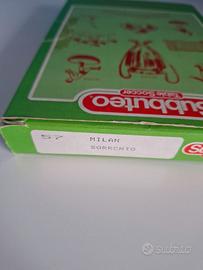 Subbuteo
Table Soccer
57 MILAN
SORRENTO
subito